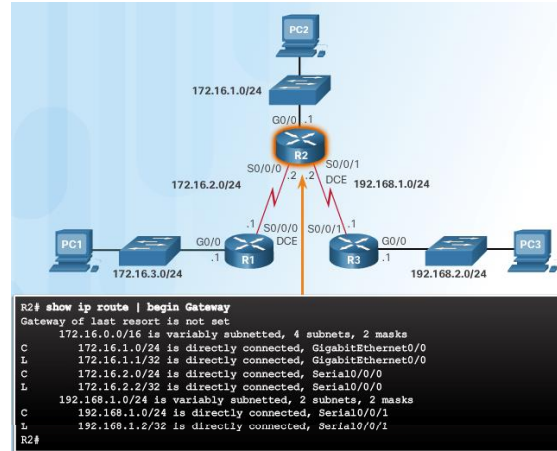 PC2
172.16.1.0/24
G0/0 .1
R2
S0/0/0 .2 .2 S0/0/1
DCE
172.16.2.0/24 192.168.1.0/24
.1 S0/0/0 S0/0/1 .1
DCE
PC1 G0/0 R1 R3 G0/0 PC3
.1 .1
172.16.3.0/24 192.168.2.0/24
R2# show ip route | begin Gateway
Gateway of last resort is not set
172.16.0.0/16 is variably subnetted, 4 subnets, 2 masks
C 172.16.1.0/24 is directly connected, GigabitEthernet0/0
L 172.16.1.1/32 is directly connected, GigabitEthernet0/0
C 172.16.2.0/24 is directly connected, Serial0/0/0
L 172.16.2.2/32 is directly connected, Serial0/0/0
192.168.1.0/24 is variably subnetted, 2 subnets, 2 masks
C 192.168.1.0/24 is directly connected, Serial0/0/1
L 192.168.1.2/32 is directly connected, Serial0/0/1
R2#